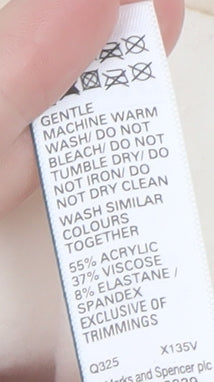 GENTLE
MACHINE WARM
WASH/ DO NOT
BLEACH/ DO NOT
TUMBLE DRY/ DO
NOT IRON/ DO
NOT DRY CLEAN
WASH SIMILAR
COLOURS
TOGETHER
55% ACRYLIC
37% VISCOSE
8% ELASTANE /
SPANDEX
EXCLUSIVE OF
TRIMMINGS
Q325 X135V
and Spencer plc